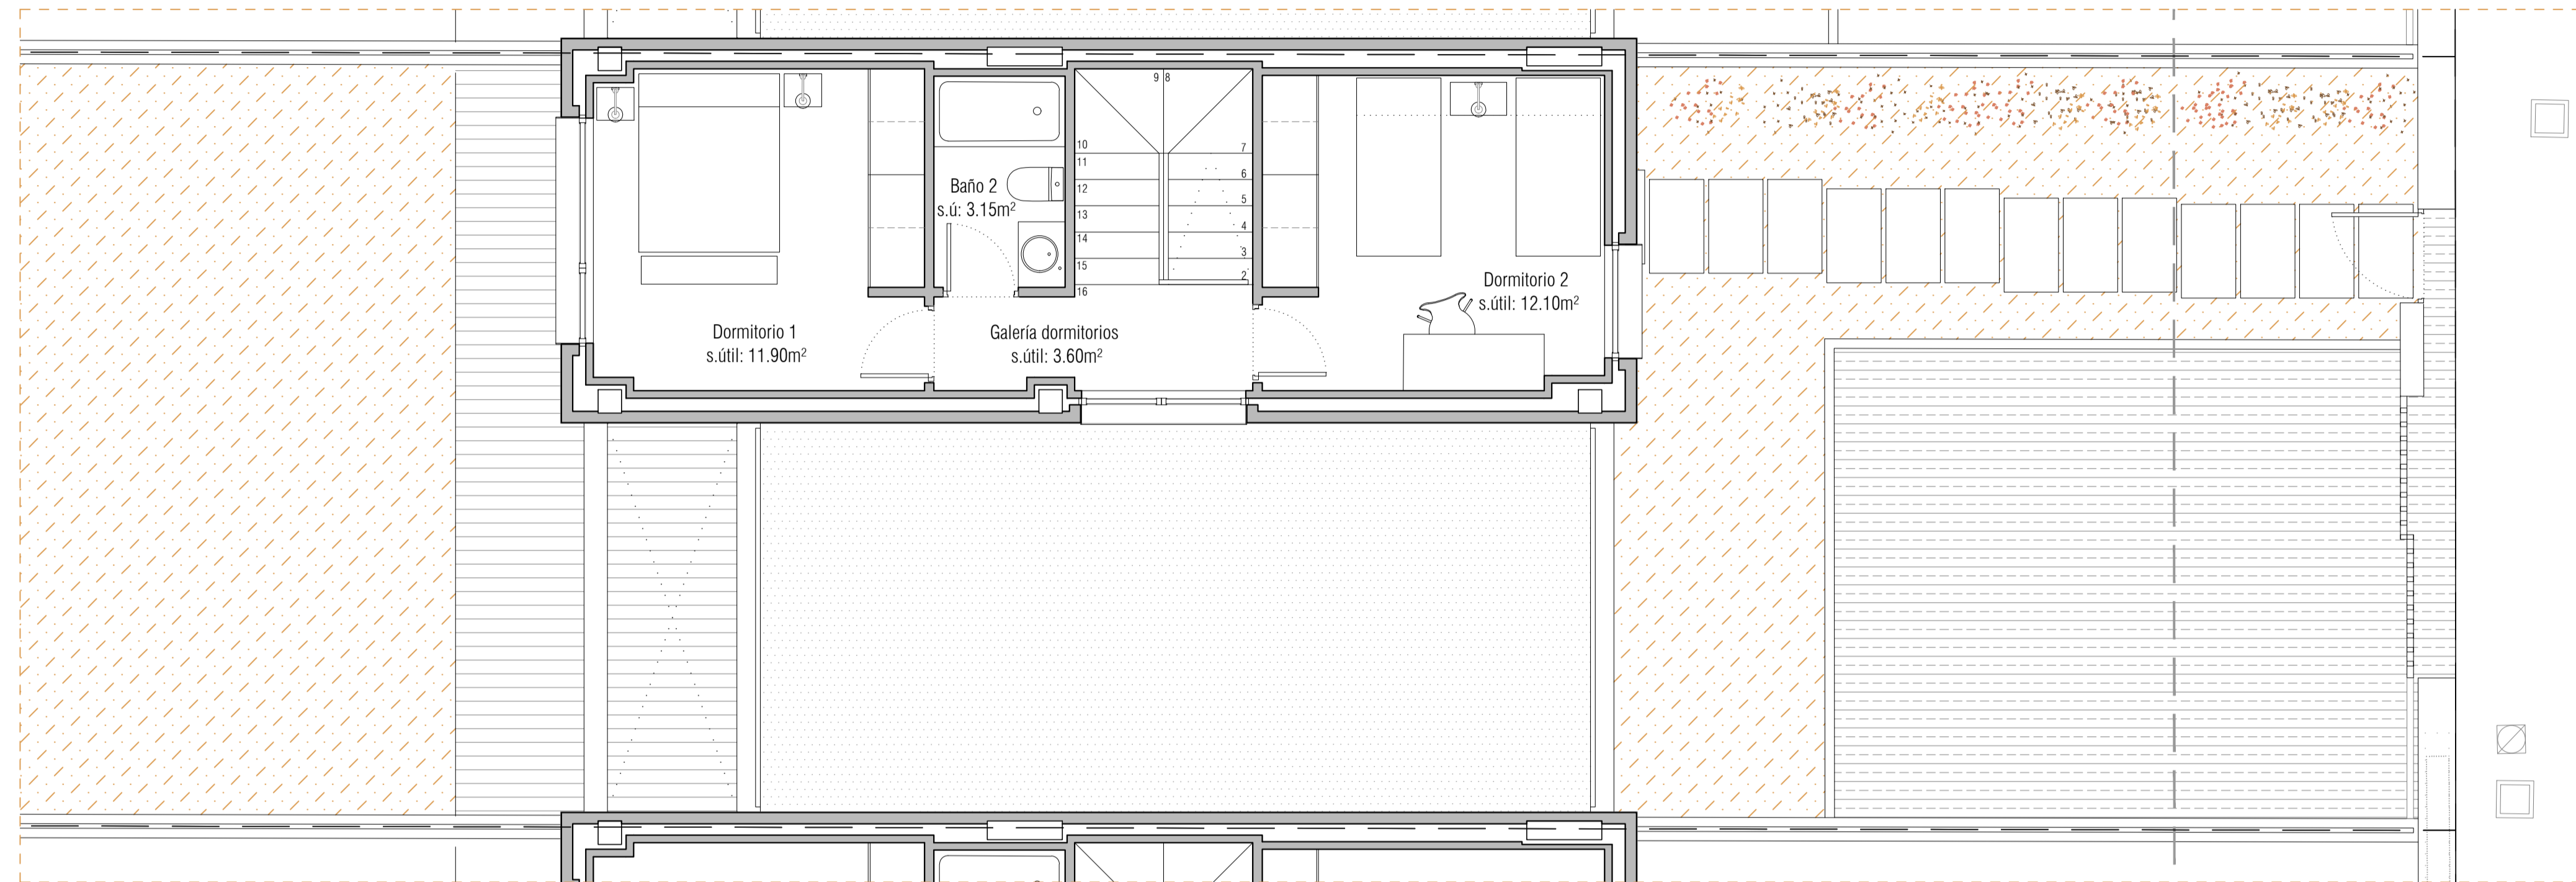 9 8
10
7
11
6
12
5
13
4
14
3
15
2
16
Baño 2
s.ú: 3.15m²
Dormitorio 1
s.útil: 11.90m²
Galería dormitorios
s.útil: 3.60m²
Dormitorio 2
s.útil: 12.10m²